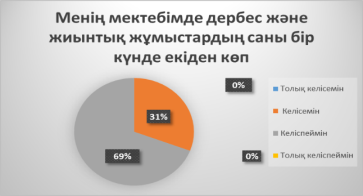 Менің мектебімде дербес және
жиынтық жұмыстардың саны бір
күнде екіден көп
0%
31%
69%
0%
Толық келісемін
Келісемін
Келіспеймін
Толық келіспеймін